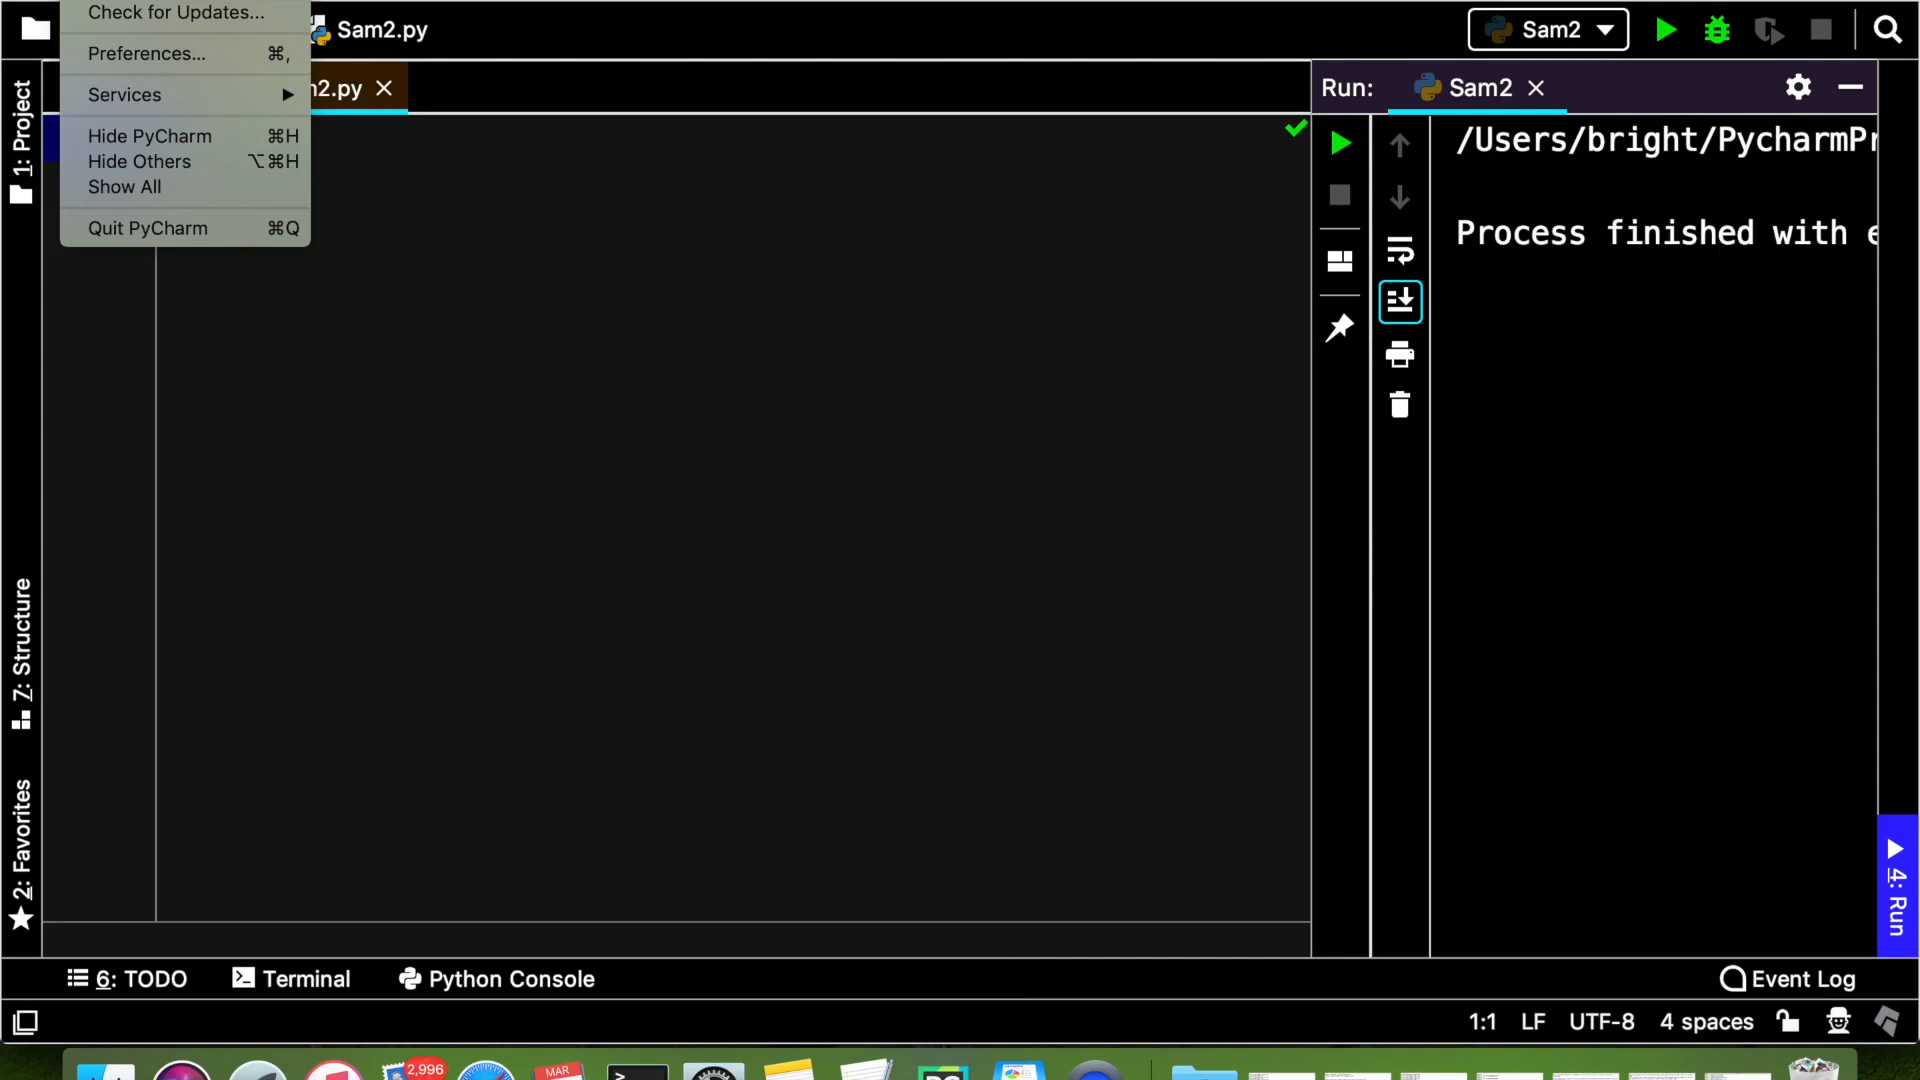 Check for Updates...
Preferences... ⌘,
Services ▶
Hide PyCharm ⌘H
Hide Others ⌥⌘H
Show All
Quit PyCharm ⌘Q
Sam2.py
Sam2
2.py
Run: Sam2
/Users/bright/Pycharm
Process finished with
1: Project
7: Structure
2: Favorites
4: Run
6: TODO Terminal Python Console
Event Log
1:1 LF UTF-8 4 spaces
2,996
MAR